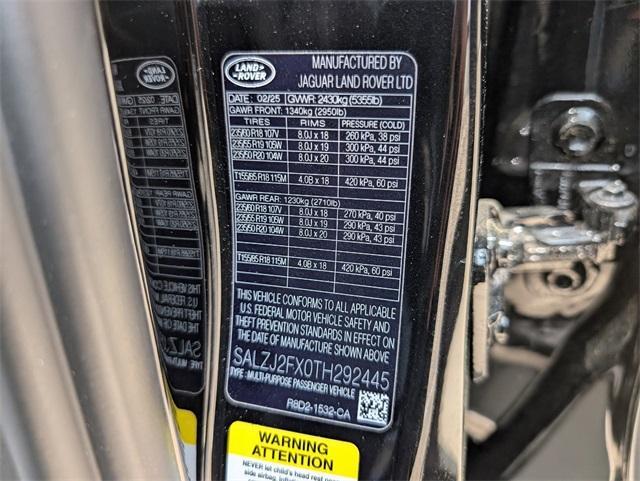 LAND ROVER
MANUFACTURED BY
JAGUAR LAND ROVER LTD
DATE: 02/25 GVWR: 2430kg (5355lb)
GAWR FRONT: 1340kg (2950lb)
TIRES RIMS PRESSURE (COLD)
235/60 R18 107V 8.0J x 18 260 kPa, 38 psi
235/55 R19 105W 8.0J x 19 300 kPa, 44 psi
235/50 R20 104W 8.0J x 20 300 kPa, 44 psi
T155/85 R18 115M 4.0B x 18 420 kPa, 60 psi
GAWR REAR: 1230kg (2710lb)
235/60 R18 107V 8.0J x 18 270 kPa, 40 psi
235/55 R19 105W 8.0J x 19 290 kPa, 43 psi
235/50 R20 104W 8.0J x 20 290 kPa, 43 psi
T155/85 R18 115M 4.0B x 18 420 kPa, 60 psi
THIS VEHICLE CONFORMS TO ALL APPLICABLE
U.S. FEDERAL MOTOR VEHICLE SAFETY AND
THEFT PREVENTION STANDARDS IN EFFECT ON
THE DATE OF MANUFACTURE SHOWN ABOVE
SALZJ2FX0TH292445
TYPE: MULTI-PURPOSE PASSENGER VEHICLE
R8D2-1532-CA
WARNING
ATTENTION
NEVER let child's head rest